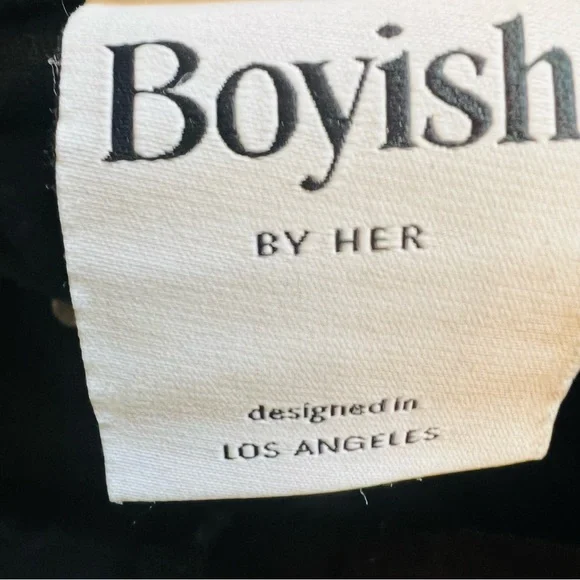 Boyish
BY HER
designed in
LOS ANGELES